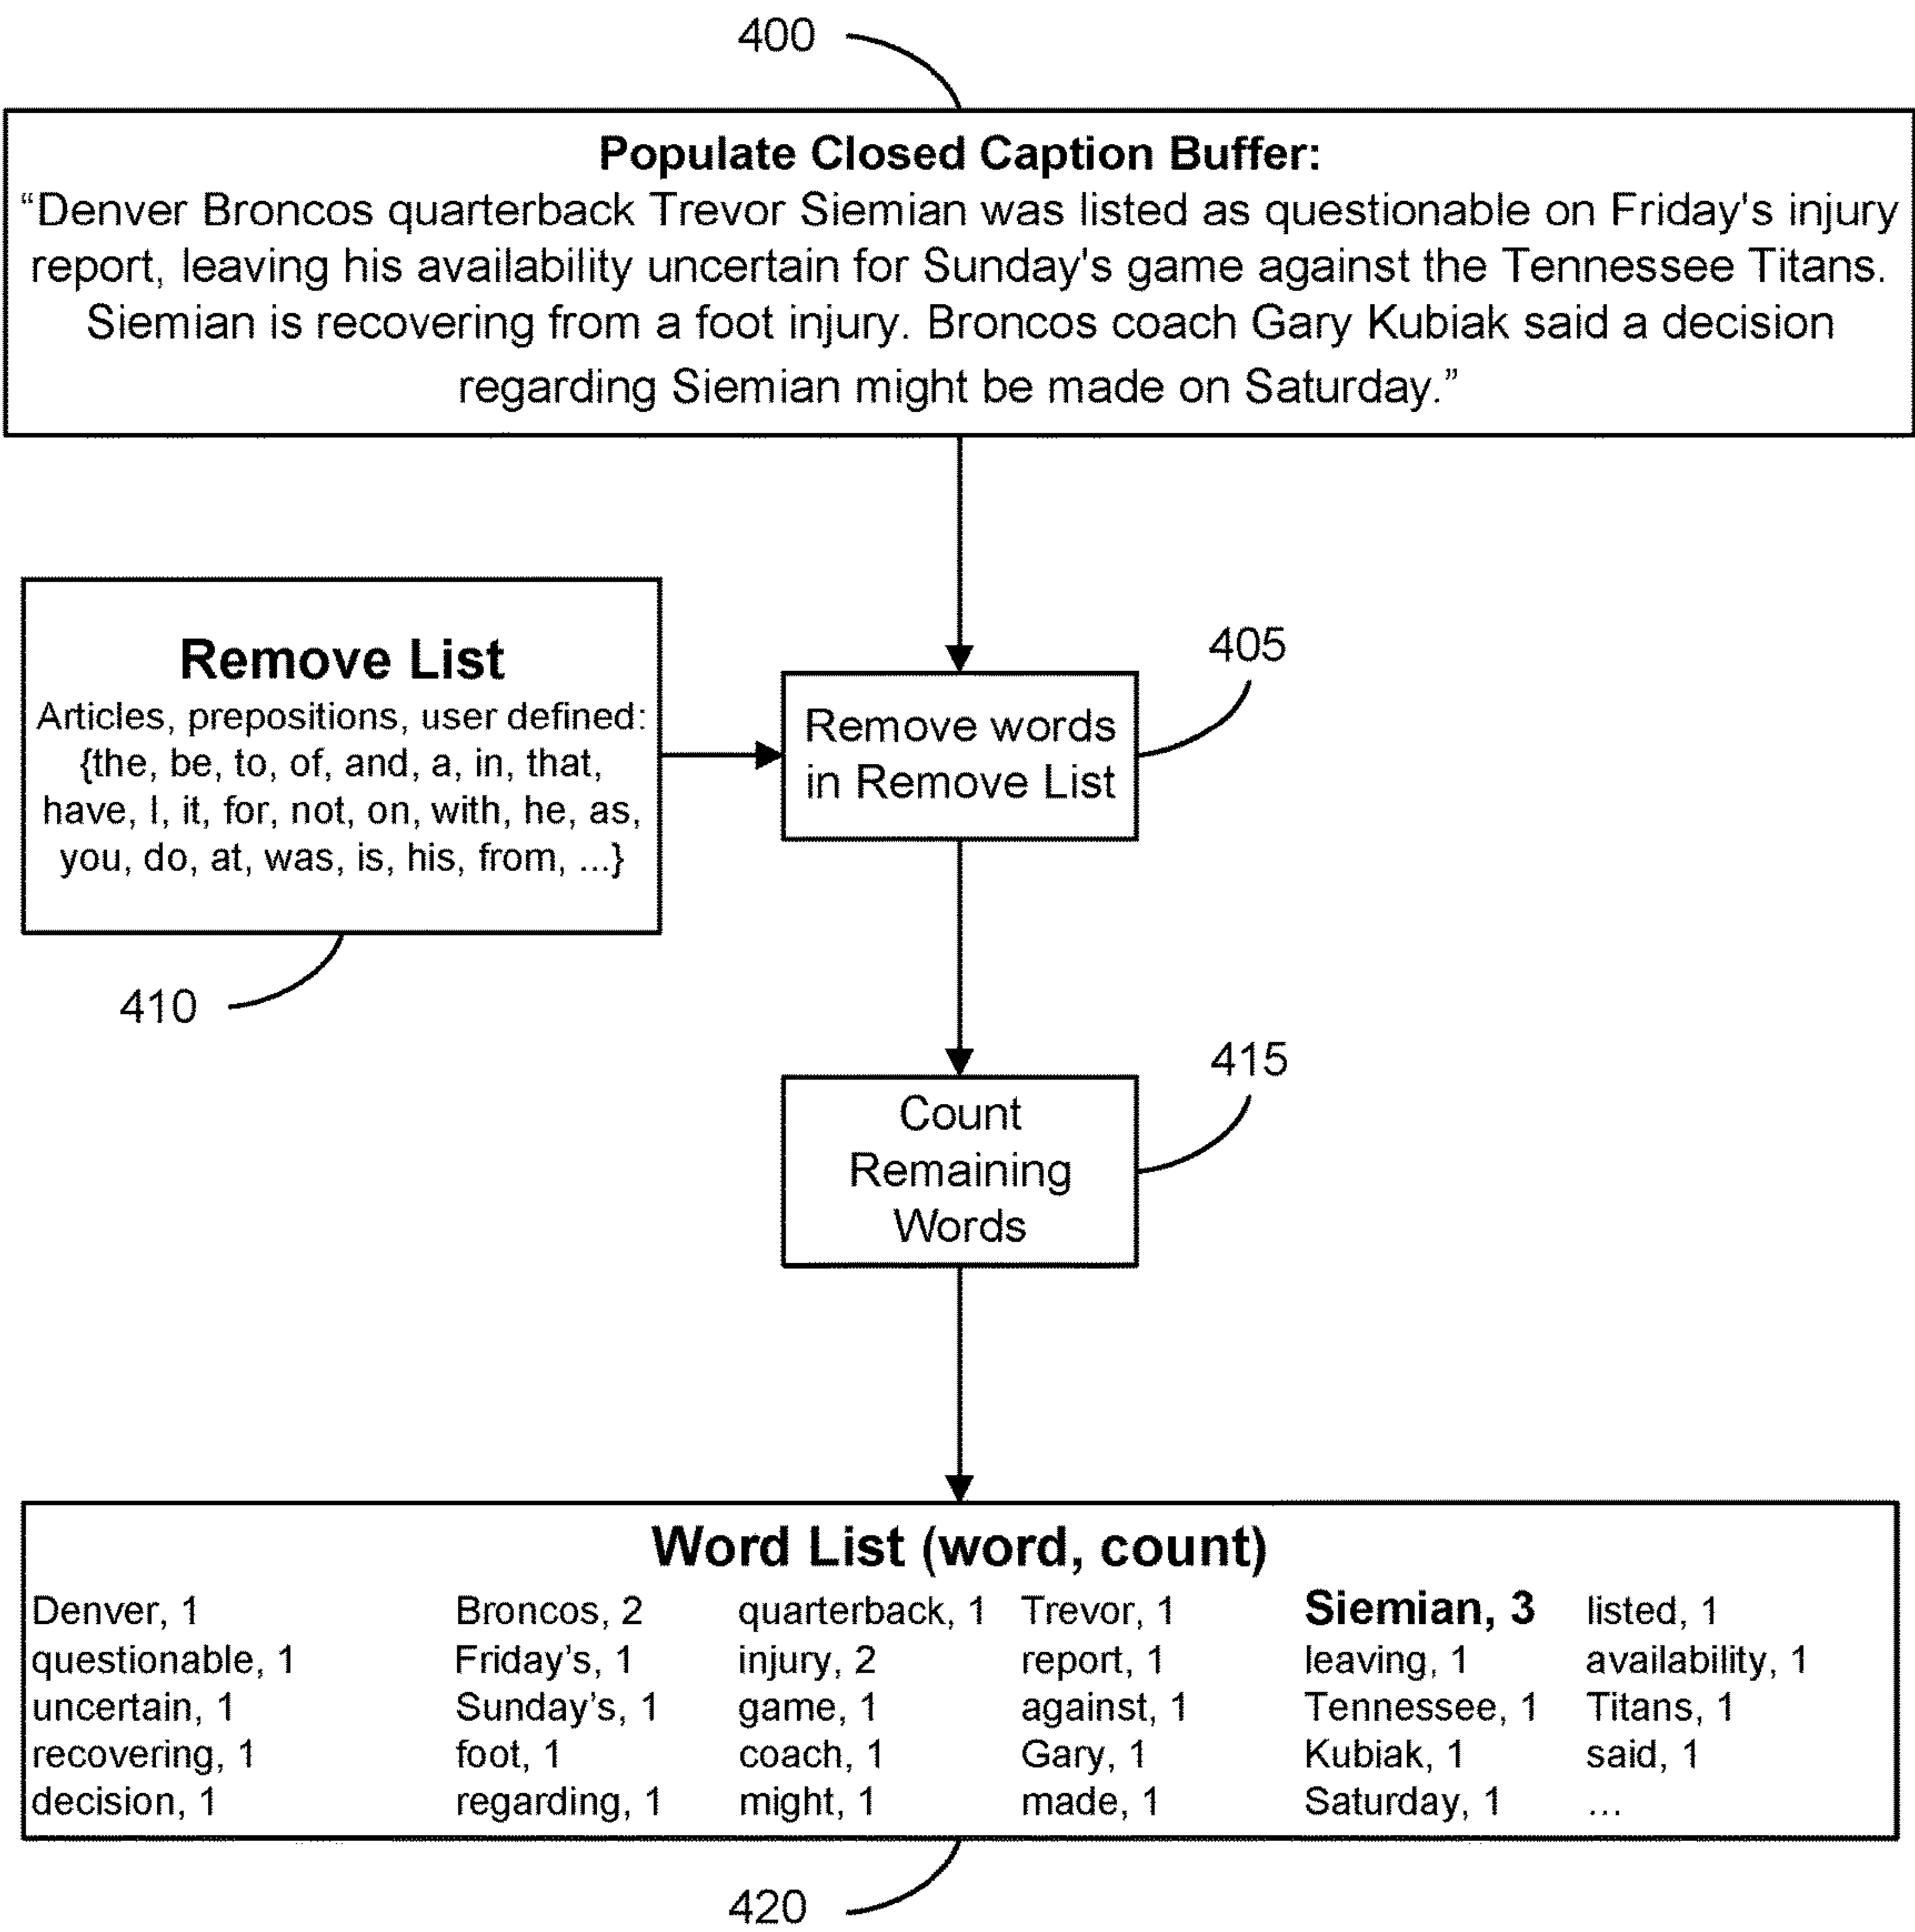 400
Populate Closed Caption Buffer:
“Denver Broncos quarterback Trevor Siemian was listed as questionable on Friday's injury
report, leaving his availability uncertain for Sunday's game against the Tennessee Titans.
Siemian is recovering from a foot injury. Broncos coach Gary Kubiak said a decision
regarding Siemian might be made on Saturday.”
Remove List
Articles, prepositions, user defined:
{the, be, to, of, and, a, in, that,
have, I, it, for, not, on, with, he, as,
you, do, at, was, is, his, from, ...}
410
405
Remove words
in Remove List
415
Count
Remaining
Words
Word List (word, count)
Denver, 1 Broncos, 2 quarterback, 1 Trevor, 1 Siemian, 3 listed, 1
questionable, 1 Friday’s, 1 injury, 2 report, 1 leaving, 1 availability, 1
uncertain, 1 Sunday’s, 1 game, 1 against, 1 Tennessee, 1 Titans, 1
recovering, 1 foot, 1 coach, 1 Gary, 1 Kubiak, 1 said, 1
decision, 1 regarding, 1 might, 1 made, 1 Saturday, 1 ...
420